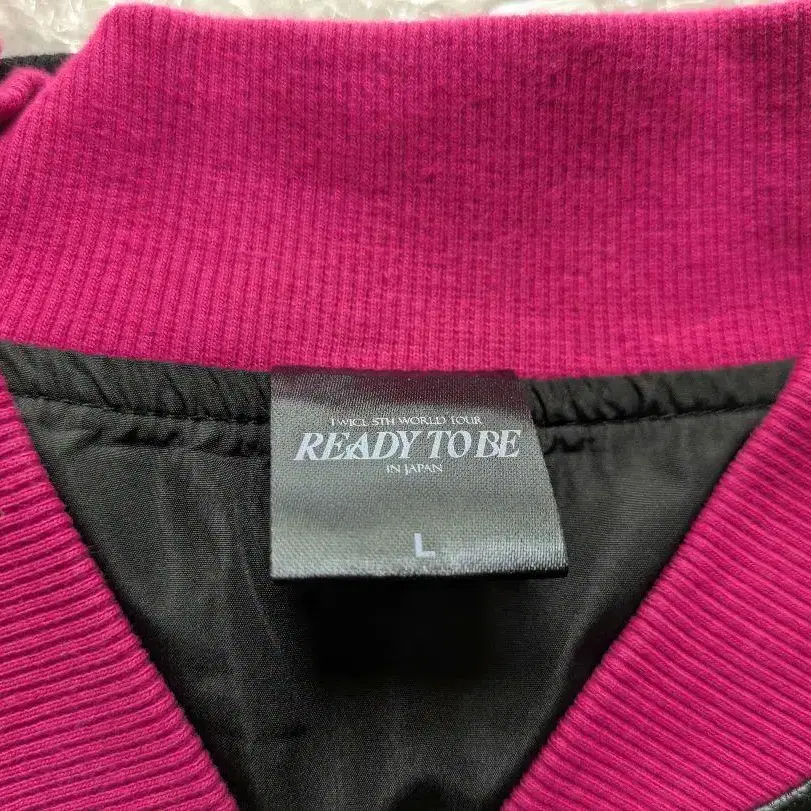 TWICE 5TH WORLD TOUR
READY TO BE
IN JAPAN
L